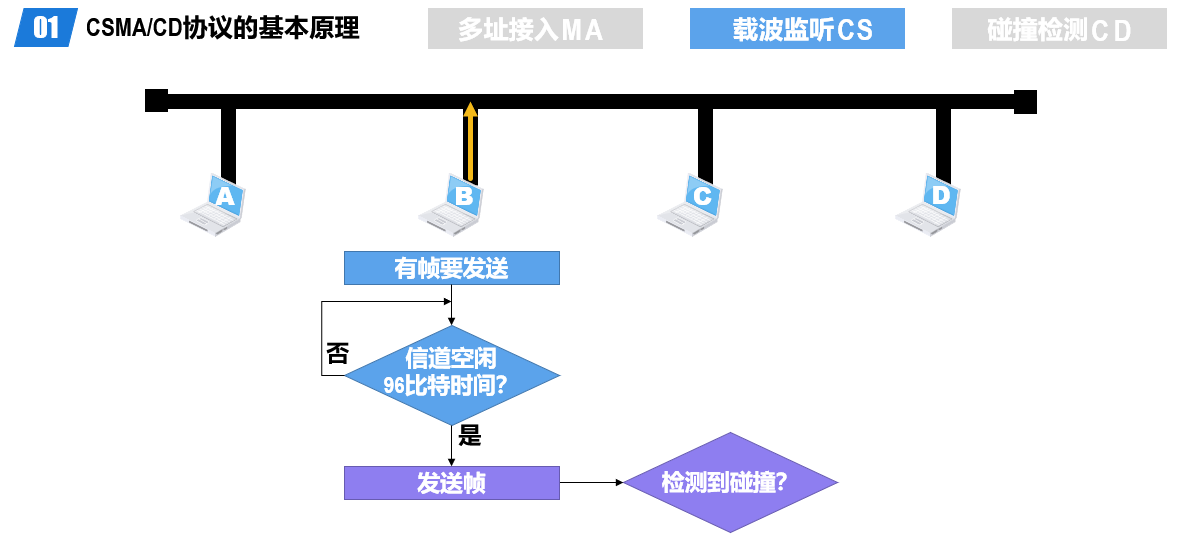 01
CSMA/CD协议的基本原理
多址接入MA
载波监听CS
碰撞检测CD
A
B
C
D
有帧要发送
否
信道空闲
96比特时间?
是
发送帧
检测到碰撞?